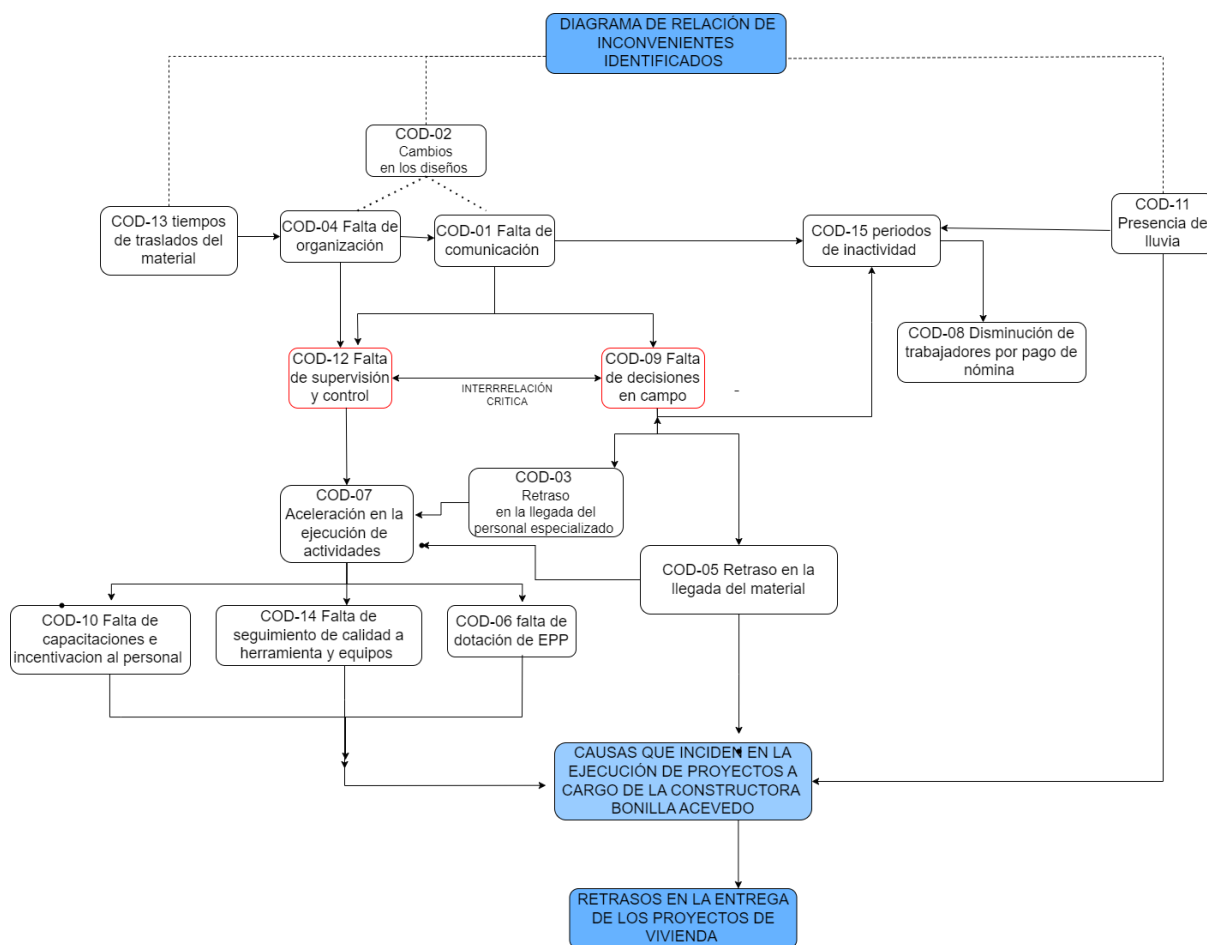 DIAGRAMA DE RELACIÓN DE
INCONVENIENTES
IDENTIFICADOS
COD-02
Cambios
en los diseños
COD-13 tiempos
de traslados del
material
COD-04 Falta de
organización
COD-01 Falta de
comunicación
COD-15 periodos
de inactividad
COD-11
Presencia de
lluvia
COD-08 Disminución de
trabajadores por pago de
nómina
COD-12 Falta
de supervisión
y control
INTERRRELACIÓN
CRITICA
COD-09 Falta
de decisiones
en campo
COD-03
Retraso
en la llegada del
personal especializado
COD-07
Aceleración en la
ejecución de
actividades
COD-05 Retraso en la
llegada del material
COD-10 Falta de
capacitaciones e
incentivacion al personal
COD-14 Falta de
seguimiento de calidad a
herramienta y equipos
COD-06 falta de
dotación de EPP
CAUSAS QUE INCIDEN EN LA
EJECUCIÓN DE PROYECTOS A
CARGO DE LA CONSTRUCTORA
BONILLA ACEVEDO
RETRASOS EN LA ENTREGA
DE LOS PROYECTOS DE
VIVIENDA